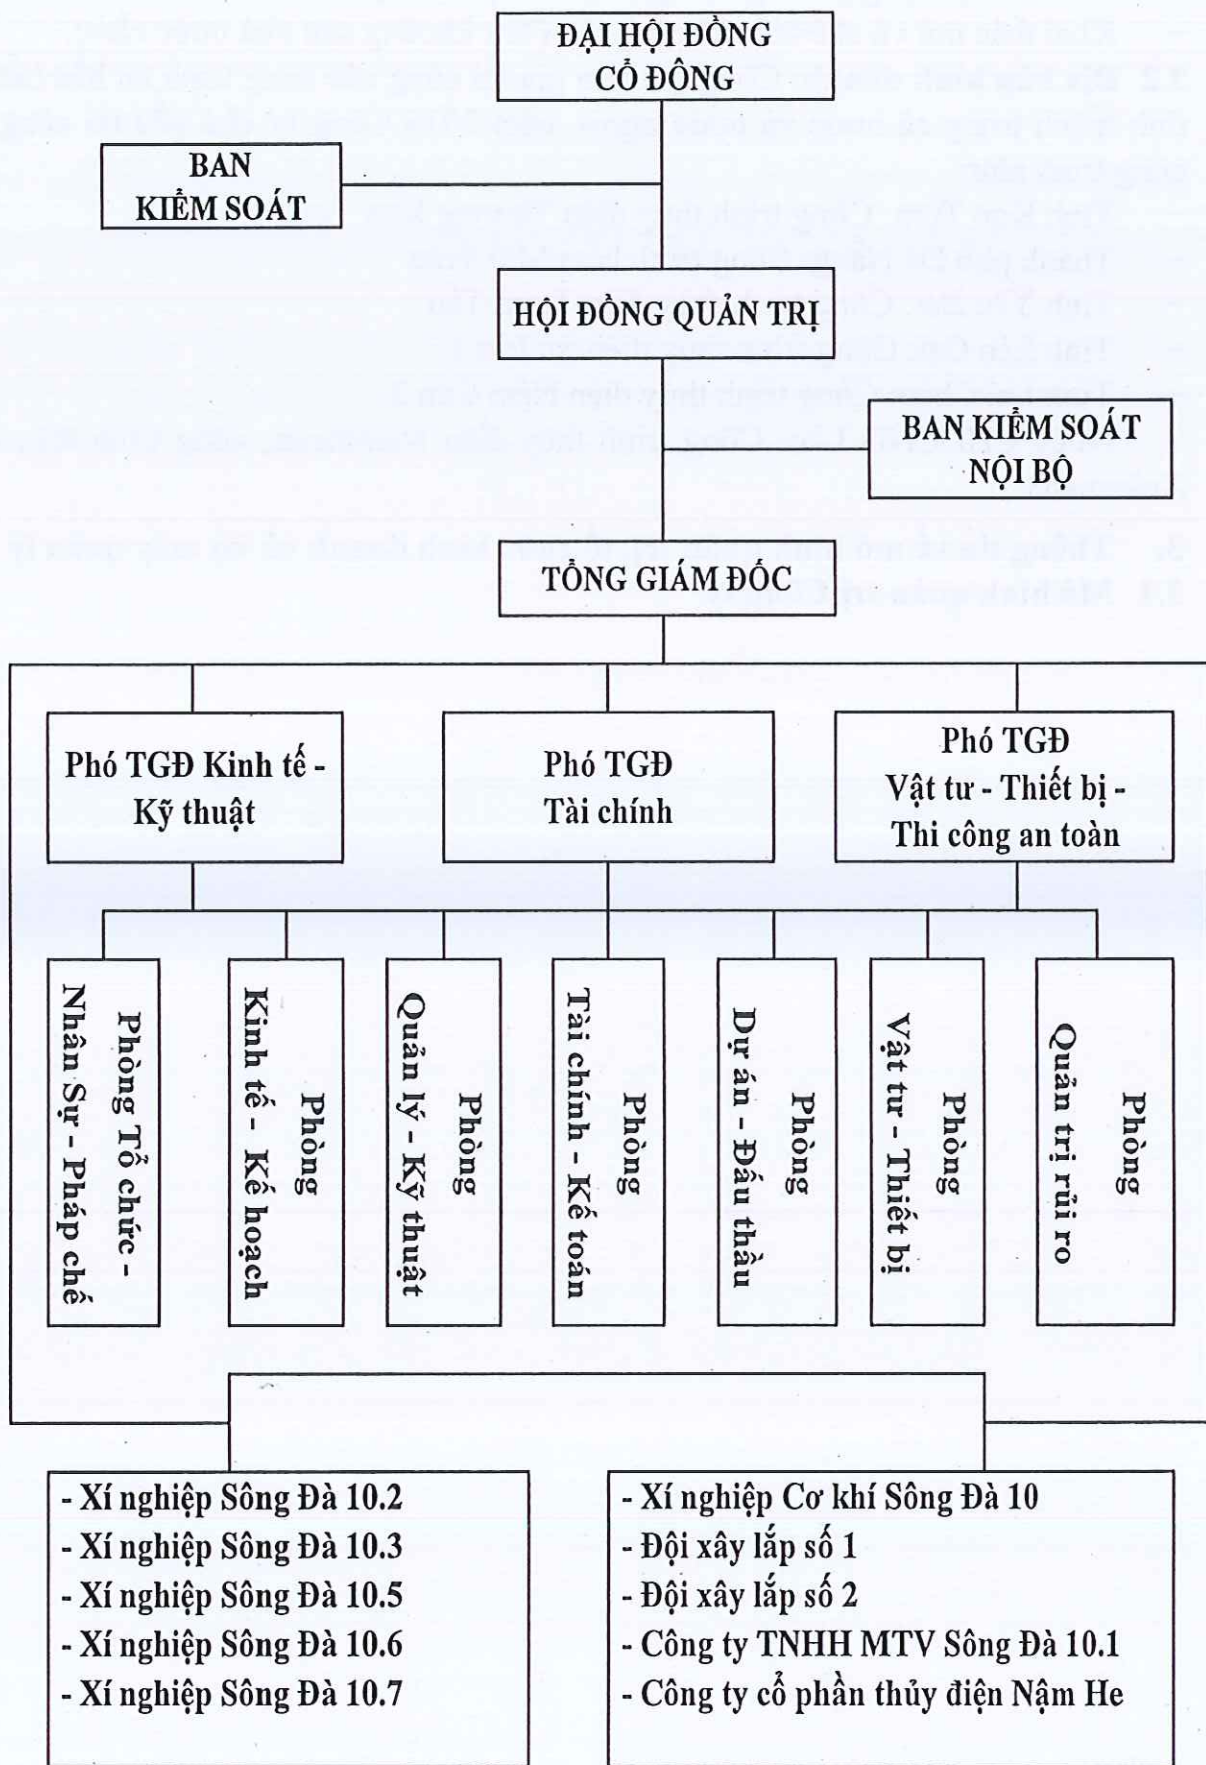 ĐẠI HỘI ĐỒNG
CỔ ĐÔNG
BAN
KIỂM SOÁT
HỘI ĐỒNG QUẢN TRỊ
BAN KIỂM SOÁT
NỘI BỘ
TỔNG GIÁM ĐỐC
Phó TGĐ Kinh tế -
Kỹ thuật
Phó TGĐ
Tài chính
Phó TGĐ
Vật tư - Thiết bị -
Thi công an toàn
Phòng Tổ chức -
Nhân Sự - Pháp chế
Phòng
Kinh tế - Kế hoạch
Phòng
Quản lý - Kỹ thuật
Phòng
Tài chính - Kế toán
Phòng
Dự án - Đấu thầu
Phòng
Vật tư - Thiết bị
Phòng
Quản trị rủi ro
- Xí nghiệp Sông Đà 10.2
- Xí nghiệp Sông Đà 10.3
- Xí nghiệp Sông Đà 10.5
- Xí nghiệp Sông Đà 10.6
- Xí nghiệp Sông Đà 10.7
- Xí nghiệp Cơ khí Sông Đà 10
- Đội xây lắp số 1
- Đội xây lắp số 2
- Công ty TNHH MTV Sông Đà 10.1
- Công ty cổ phần thủy điện Nậm He